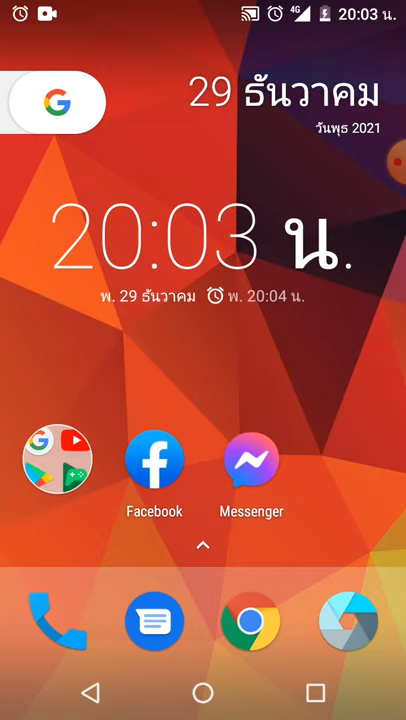 4G 20:03 น.
29 ธันวาคม
วันพุธ 2021
20:03 น.
พ. 29 ธันวาคม พ. 20:04 น.
Facebook Messenger